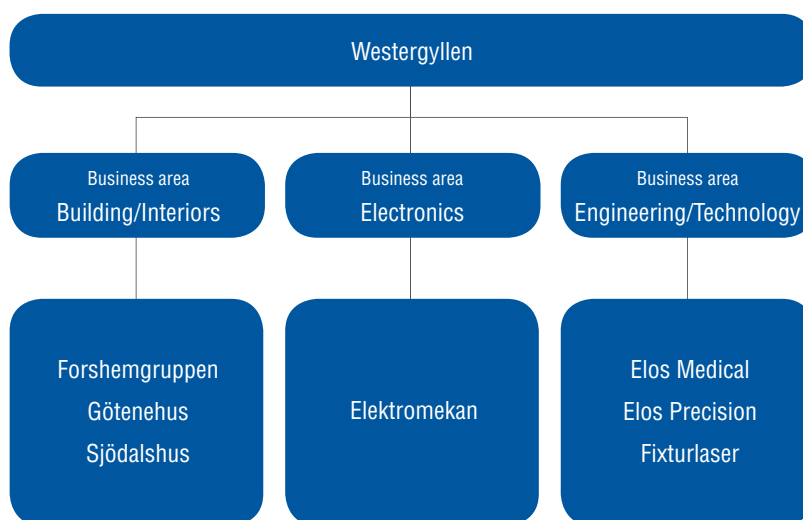 Westergyllen
Business area
Building/Interiors
Business area
Electronics
Business area
Engineering/Technology
Forshemgruppen
Götenehus
Sjödalshus
Elektromekan
Elos Medical
Elos Precision
Fixturlaser